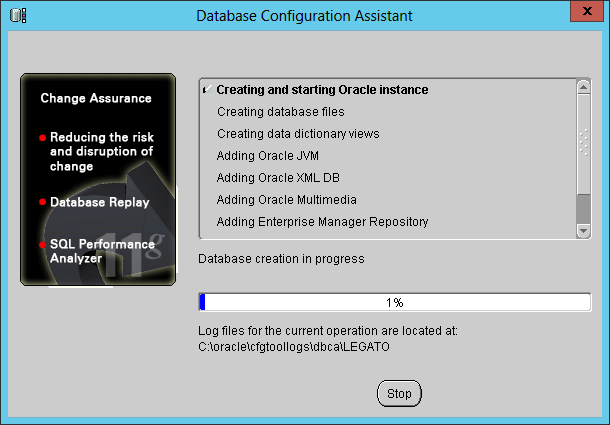 Database Configuration Assistant
x
Change Assurance
Reducing the risk
and disruption of
change
Database Replay
SQL Performance
Analyzer
11g
Creating and starting Oracle instance
Creating database files
Creating data dictionary views
Adding Oracle JVM
Adding Oracle XML DB
Adding Oracle Multimedia
Adding Enterprise Manager Repository
Database creation in progress
1%
Log files for the current operation are located at:
C:\oracle\cfgtoollogs\dbca\LEGATO
Stop